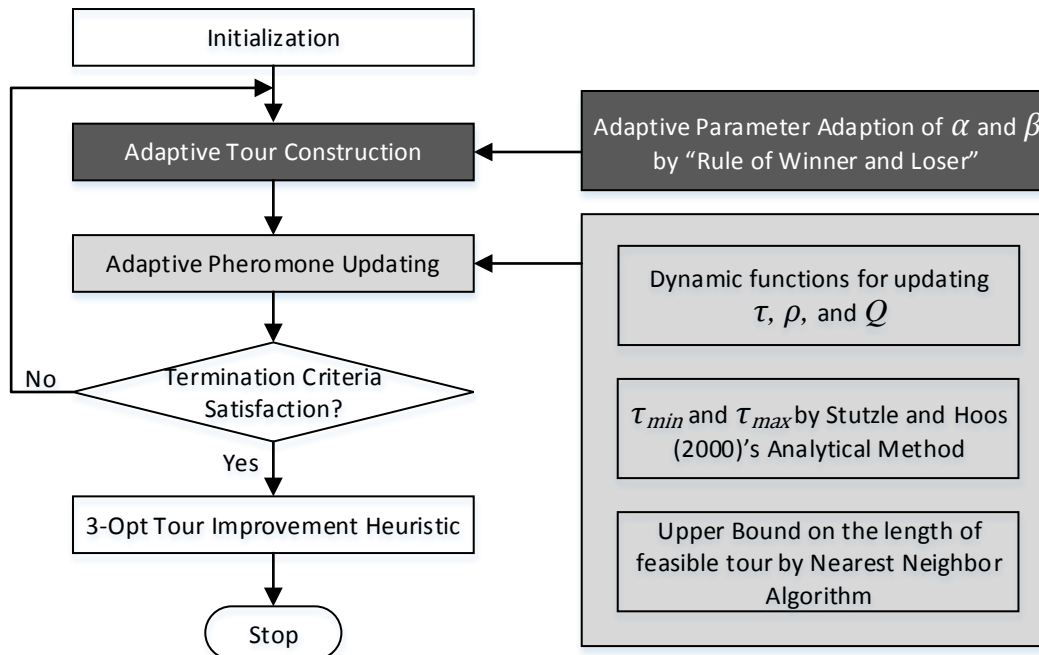 Initialization
Adaptive Tour Construction
Adaptive Pheromone Updating
No
Termination Criteria
Satisfaction?
Yes
3-Opt Tour Improvement Heuristic
Stop
Adaptive Parameter Adaption of α and β
by “Rule of Winner and Loser”
Dynamic functions for updating
τ, ρ, and Q
τmin and τmax by Stutzle and Hoos
(2000)’s Analytical Method
Upper Bound on the length of
feasible tour by Nearest Neighbor
Algorithm